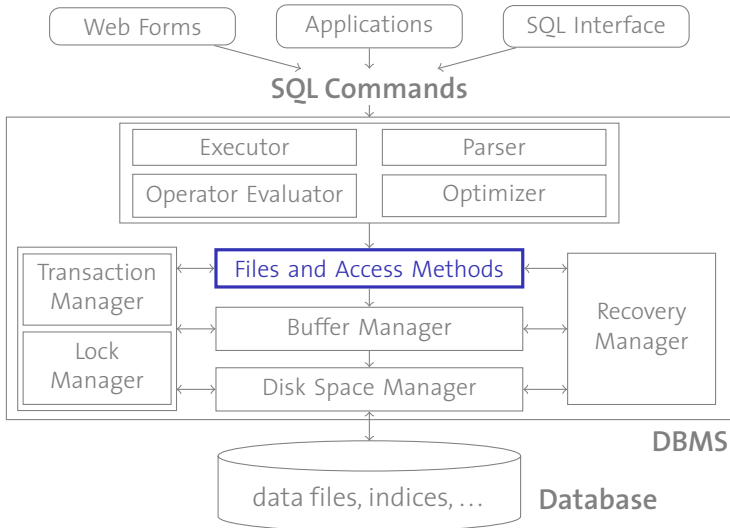 Web Forms
Applications
SQL Interface
SQL Commands
Executor
Parser
Operator Evaluator
Optimizer
Files and Access Methods
Transaction
Manager
Buffer Manager
Recovery
Manager
Lock
Manager
Disk Space Manager
DBMS
data files, indices, …
Database